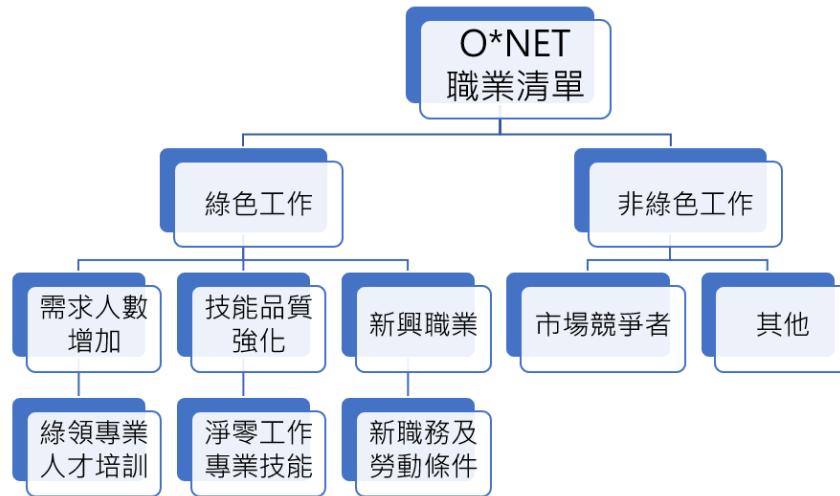 O*NET
職業清單
綠色工作
非綠色工作
需求人數
增加
技能品質
強化
新興職業
市場競爭者
其他
綠領專業
人才培訓
淨零工作
專業技能
新職務及
勞動條件